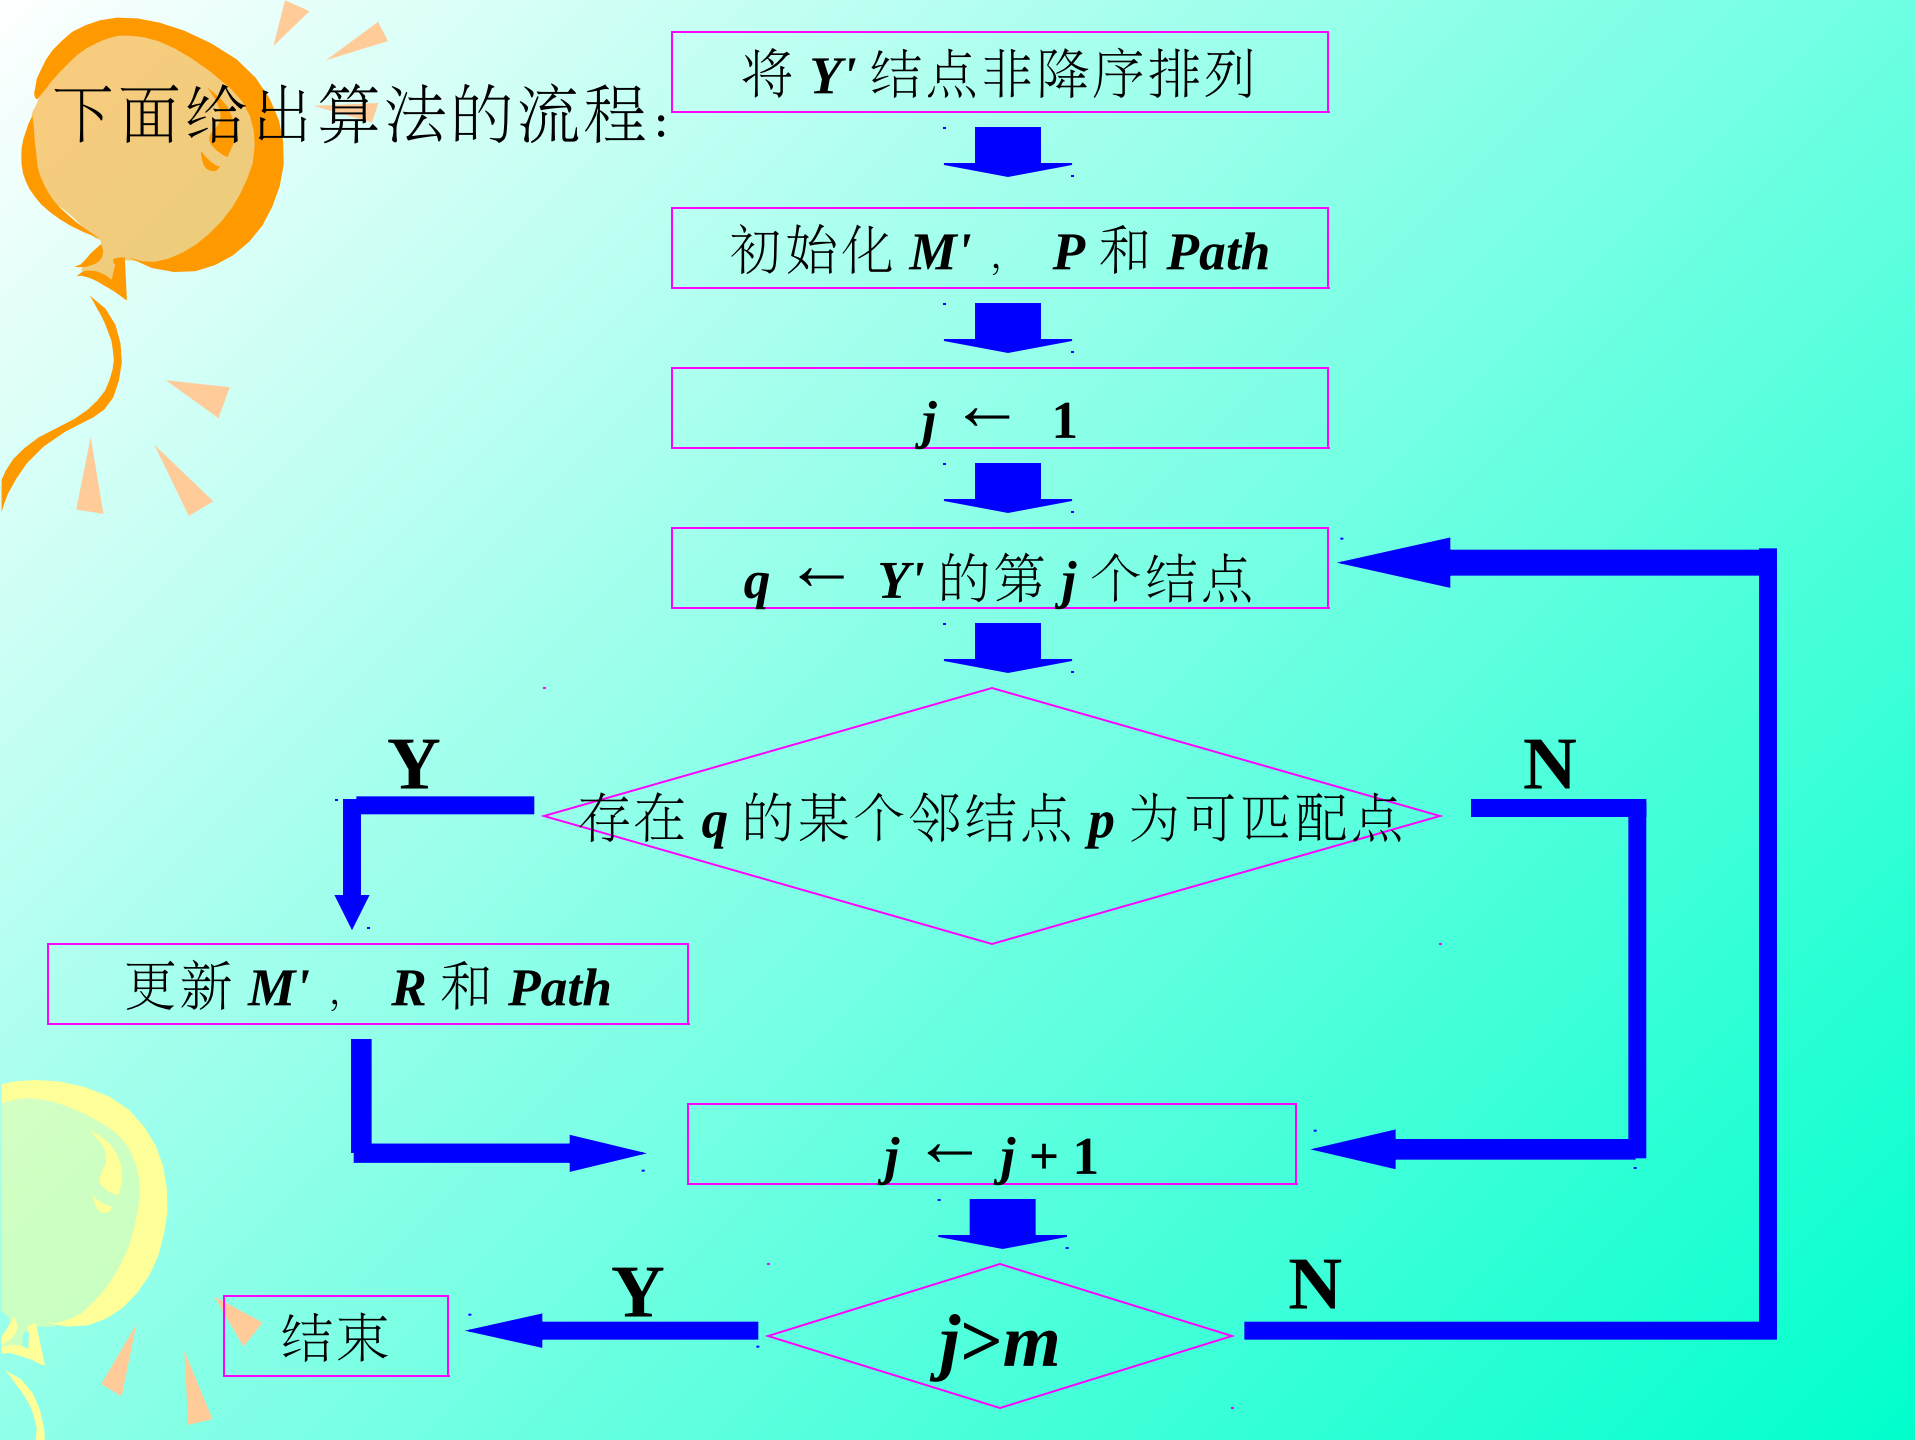 下面给出算法的流程：
将 Y' 结点非降序排列
初始化 M' ， P 和 Path
j ← 1
q ← Y' 的第 j 个结点
存在 q 的某个邻结点 p 为可匹配点
Y
N
更新 M' ， R 和 Path
j ← j + 1
j>m
Y
N
结束